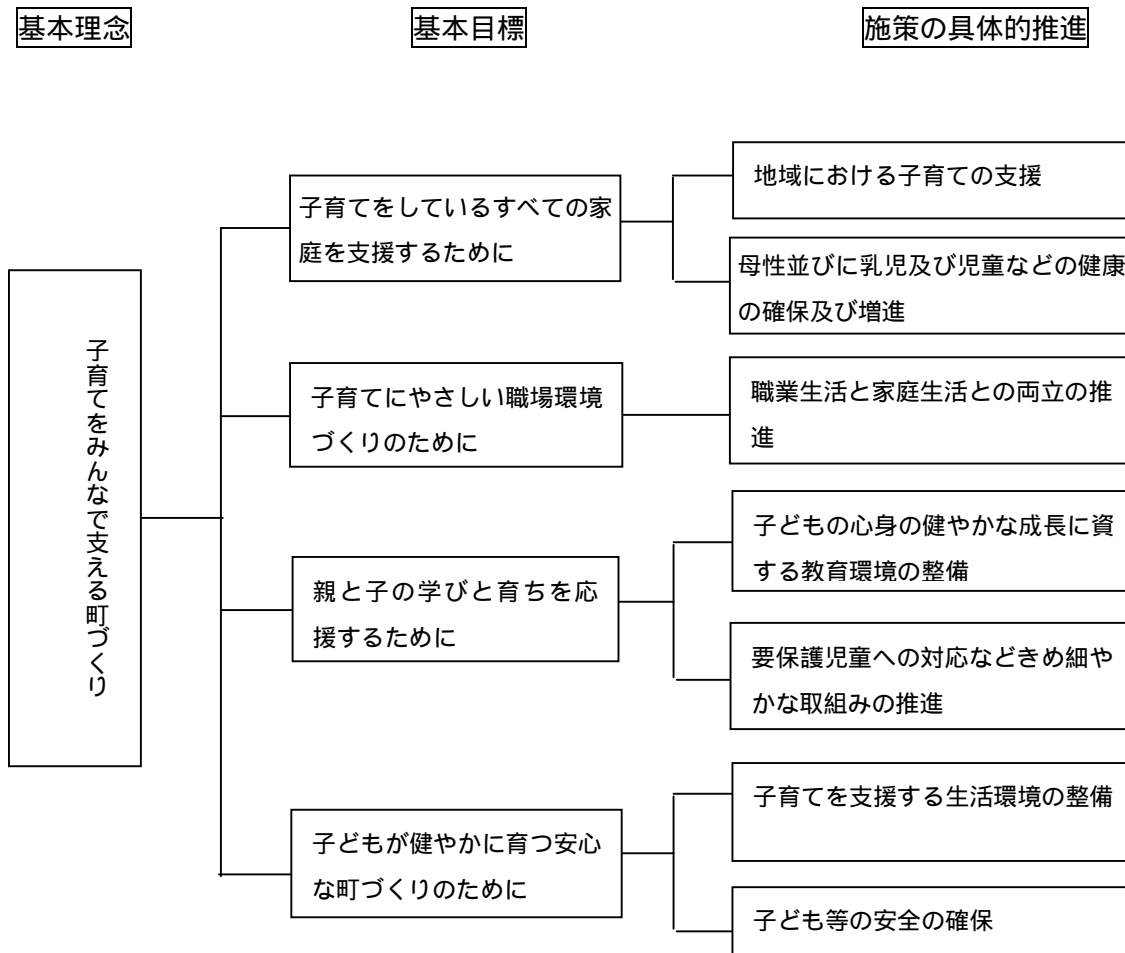 基本理念
基本目標
施策の具体的推進
子育てをみんなで支える町づくり
子育てをしているすべての家
庭を支援するために
地域における子育ての支援
母性並びに乳児及び児童などの健康
の確保及び増進
子育てにやさしい職場環境
づくりのために
職業生活と家庭生活との両立の推
進
親と子の学びと育ちを応
援するために
子どもの心身の健やかな成長に資
する教育環境の整備
要保護児童への対応などきめ細や
かな取組みの推進
子どもが健やかに育つ安心
な町づくりのために
子育てを支援する生活環境の整備
子ども等の安全の確保